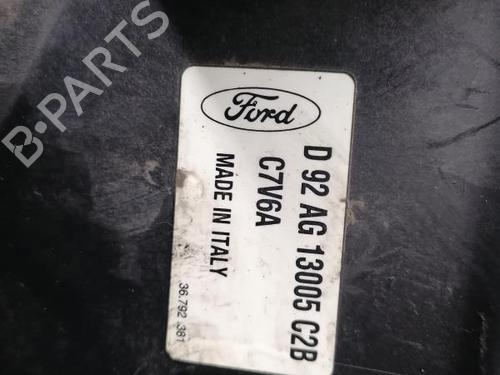 Ford
D 92 AG 13005 C2B
C7V6A
MADE IN ITALY
36.792.381
B-PARTS